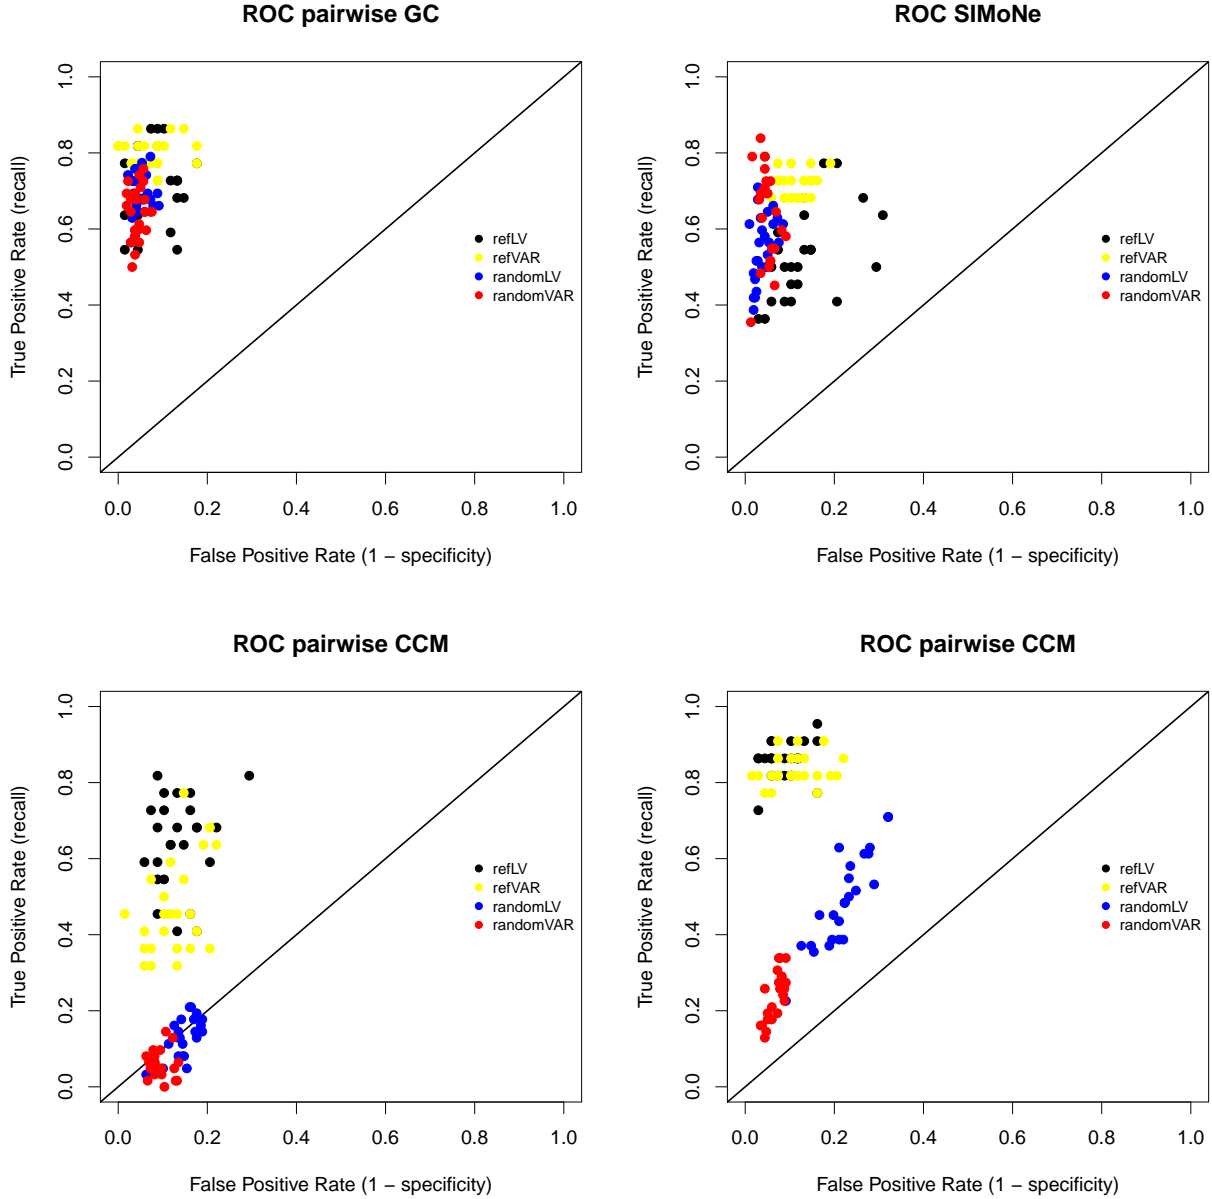 ROC pairwise GC
True Positive Rate (recall)
1.0
0.8
0.6
0.4
0.2
0.0
refLV
refVAR
randomLV
randomVAR
0.0 0.2 0.4 0.6 0.8 1.0
False Positive Rate (1 − specificity)
ROC SIMoNe
True Positive Rate (recall)
1.0
0.8
0.6
0.4
0.2
0.0
refLV
refVAR
randomLV
randomVAR
0.0 0.2 0.4 0.6 0.8 1.0
False Positive Rate (1 − specificity)
ROC pairwise CCM
True Positive Rate (recall)
1.0
0.8
0.6
0.4
0.2
0.0
refLV
refVAR
randomLV
randomVAR
0.0 0.2 0.4 0.6 0.8 1.0
False Positive Rate (1 − specificity)
ROC pairwise CCM
True Positive Rate (recall)
1.0
0.8
0.6
0.4
0.2
0.0
refLV
refVAR
randomLV
randomVAR
0.0 0.2 0.4 0.6 0.8 1.0
False Positive Rate (1 − specificity)